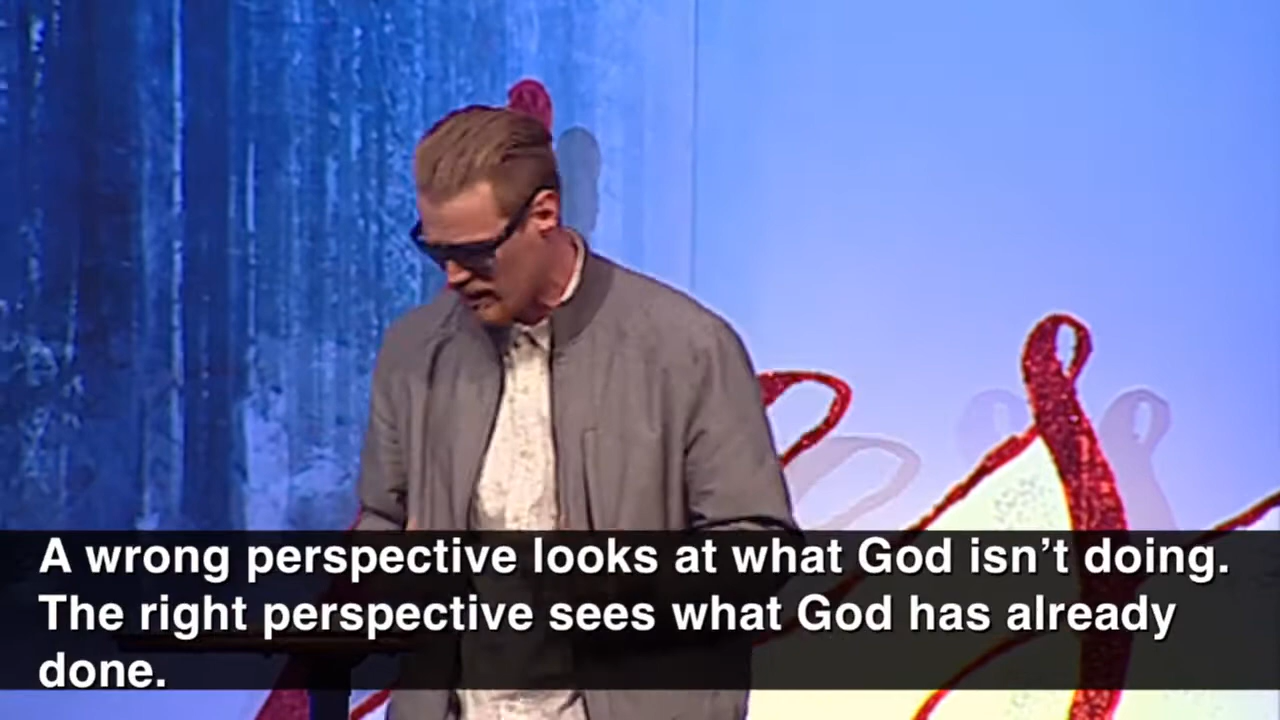 A wrong perspective looks at what God isn’t doing.
The right perspective sees what God has already
done.